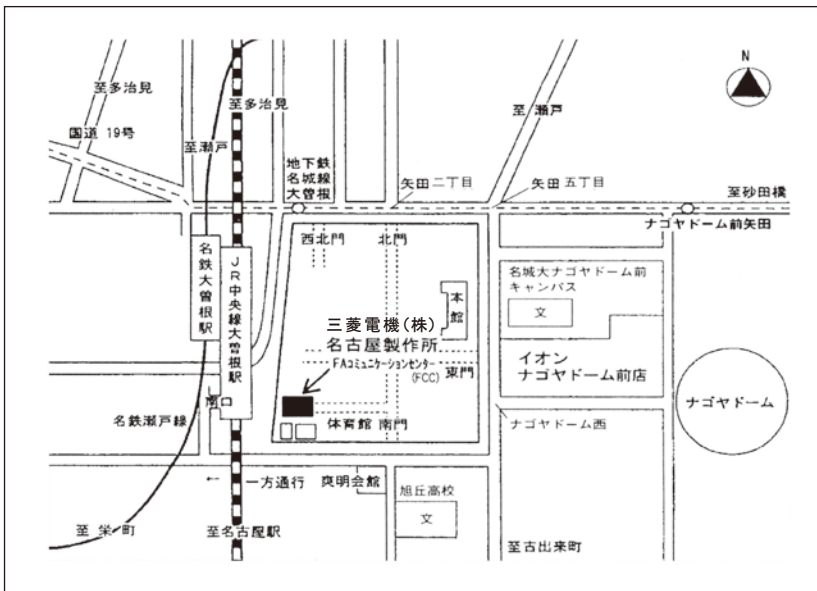 N
至多治見
至多治見
国道 19号
至瀬戸
至 瀬戸
地下鉄
名城線
大曽根
矢田 二丁目
矢田 五丁目
至砂田橋
ナゴヤドーム前矢田
西北門
北門
名鉄大曽根駅
JR中央線大曽根駅
本館
名城大ナゴヤドーム前
キャンパス
文
三菱電機(株)
名古屋製作所
FAコミュニケーションセンター
(FCC)
東門
イオン
ナゴヤドーム前店
南口
名鉄瀬戸線
体育館
南門
ナゴヤドーム西
ナゴヤドーム
←
一方通行
爽明会館
旭丘高校
文
至 栄町
至名古屋駅
至古出来町